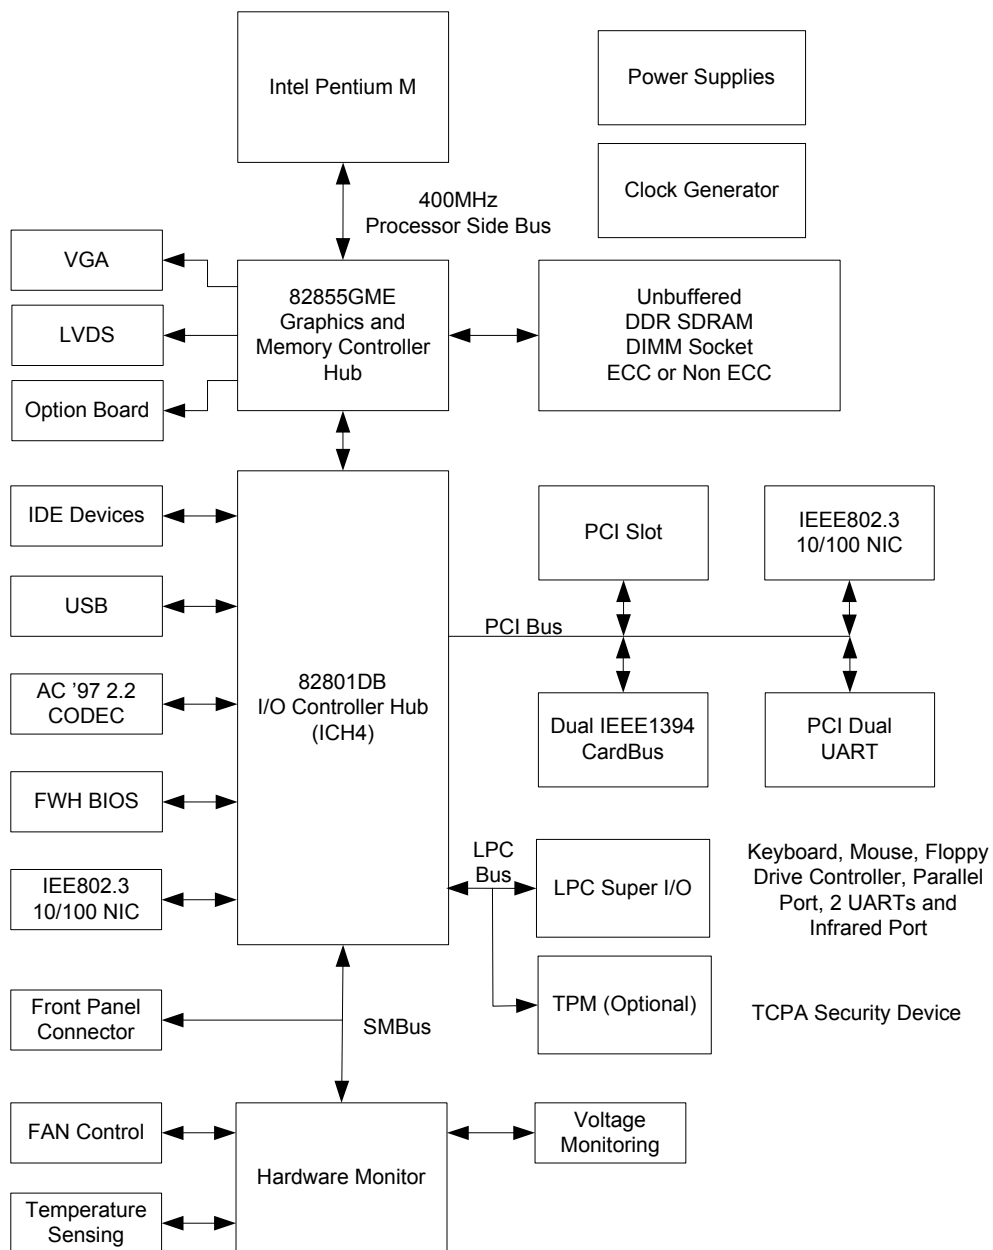 Intel Pentium M
Power Supplies
Clock Generator
400MHz
Processor Side Bus
VGA
LVDS
Option Board
82855GME
Graphics and
Memory Controller
Hub
Unbuffered
DDR SDRAM
DIMM Socket
ECC or Non ECC
IDE Devices
USB
AC '97 2.2
CODEC
FWH BIOS
IEE802.3
10/100 NIC
82801DB
I/O Controller Hub
(ICH4)
PCI Slot
IEEE802.3
10/100 NIC
PCI Bus
Dual IEEE1394
CardBus
PCI Dual
UART
LPC
Bus
LPC Super I/O
Keyboard, Mouse, Floppy
Drive Controller, Parallel
Port, 2 UARTs and
Infrared Port
TPM (Optional)
TCPA Security Device
Front Panel
Connector
SMBus
FAN Control
Temperature
Sensing
Hardware Monitor
Voltage
Monitoring